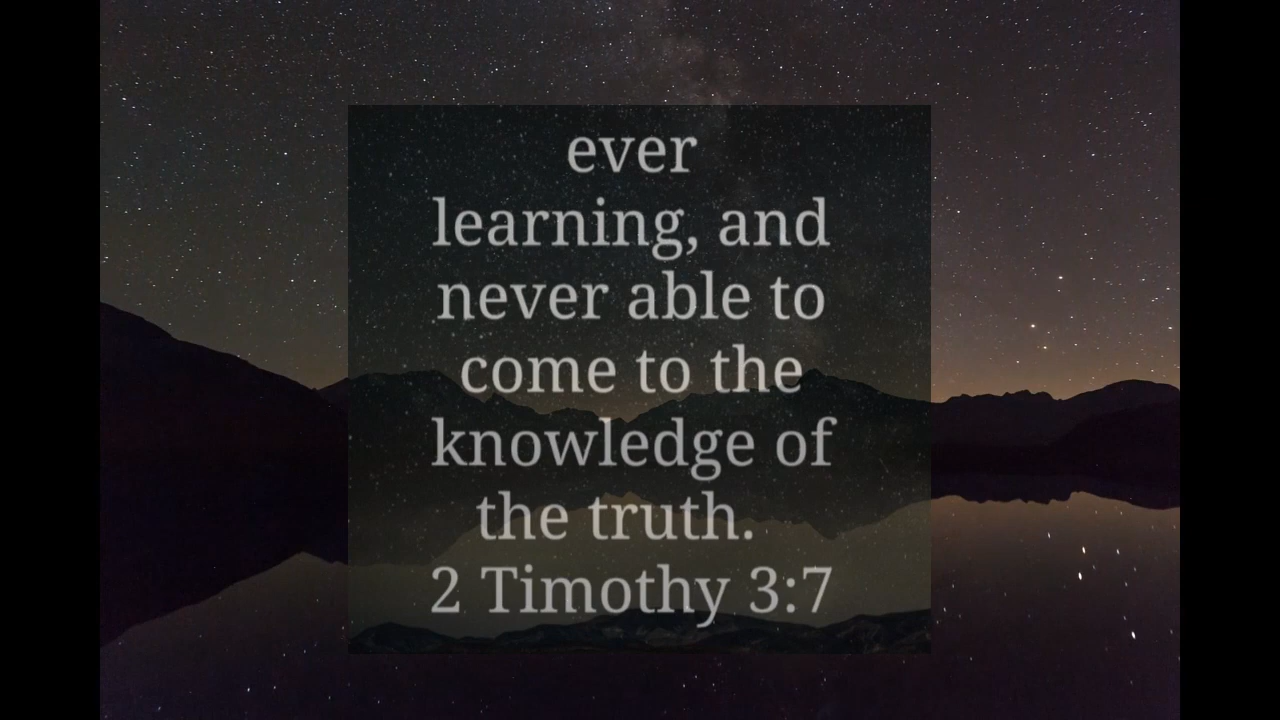 ever
learning, and
never able to
come to the
knowledge of
the truth.
2 Timothy 3:7